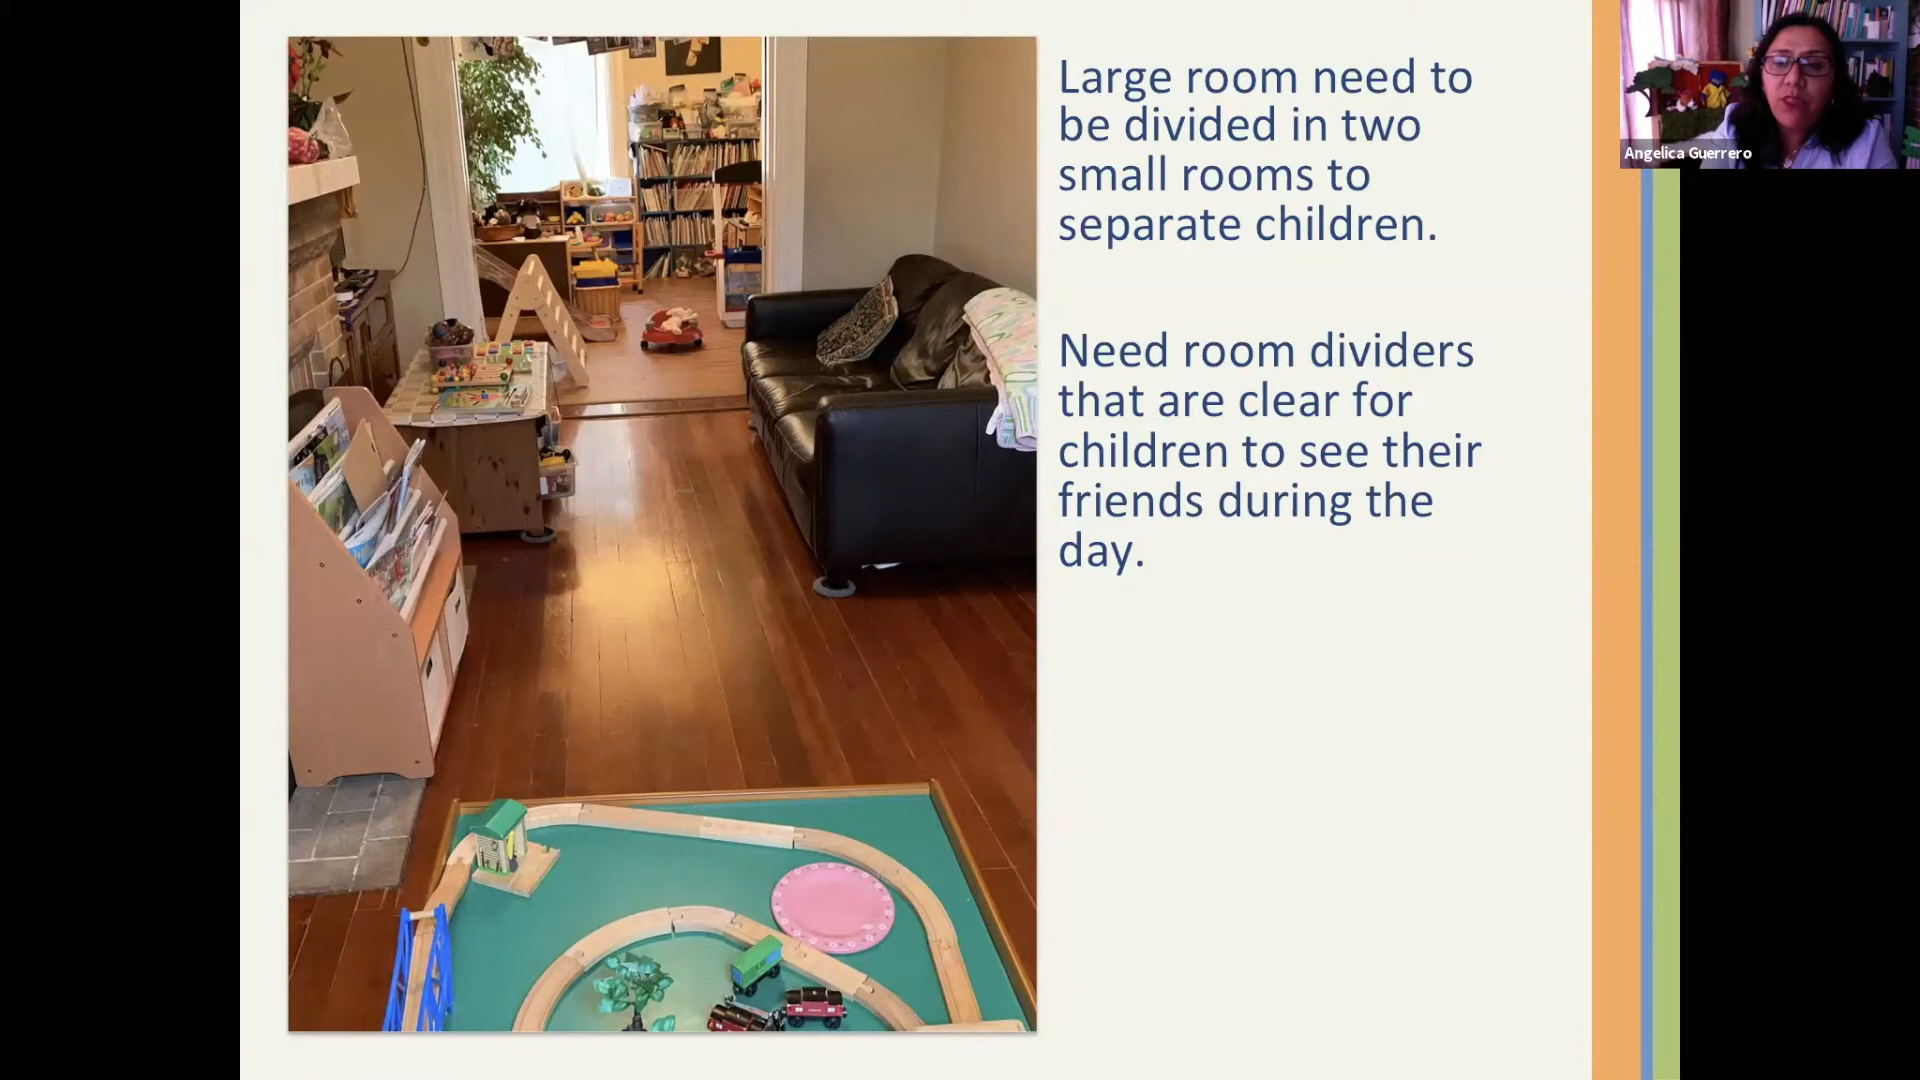 Large room need to
be divided in two
small rooms to
separate children.
Need room dividers
that are clear for
children to see their
friends during the
day.
Angelica Guerrero